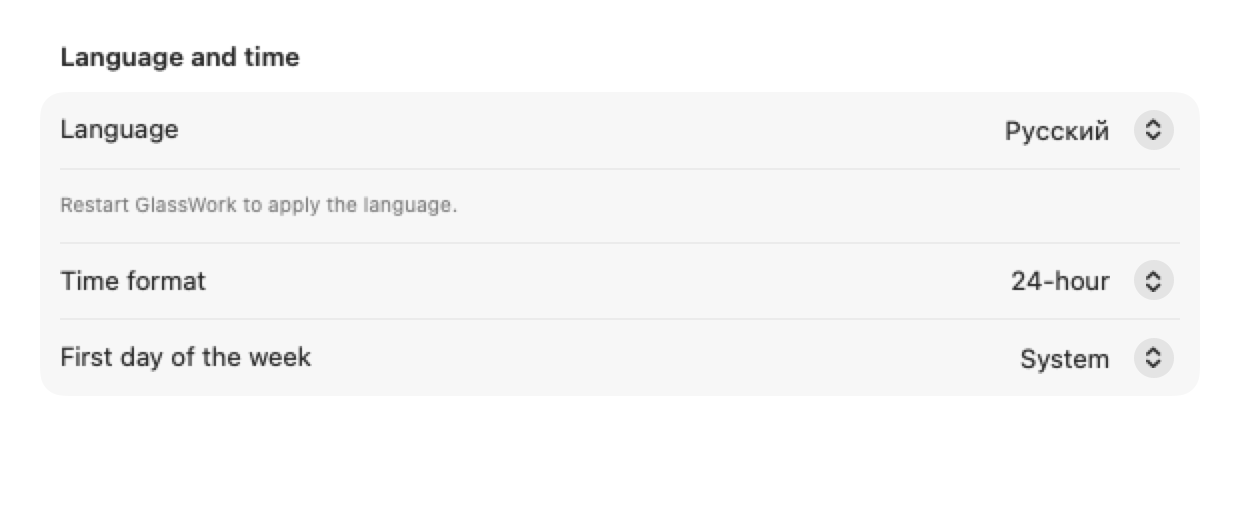 Language and time
Language
Русский
Restart GlassWork to apply the language.
Time format
24-hour
First day of the week
System